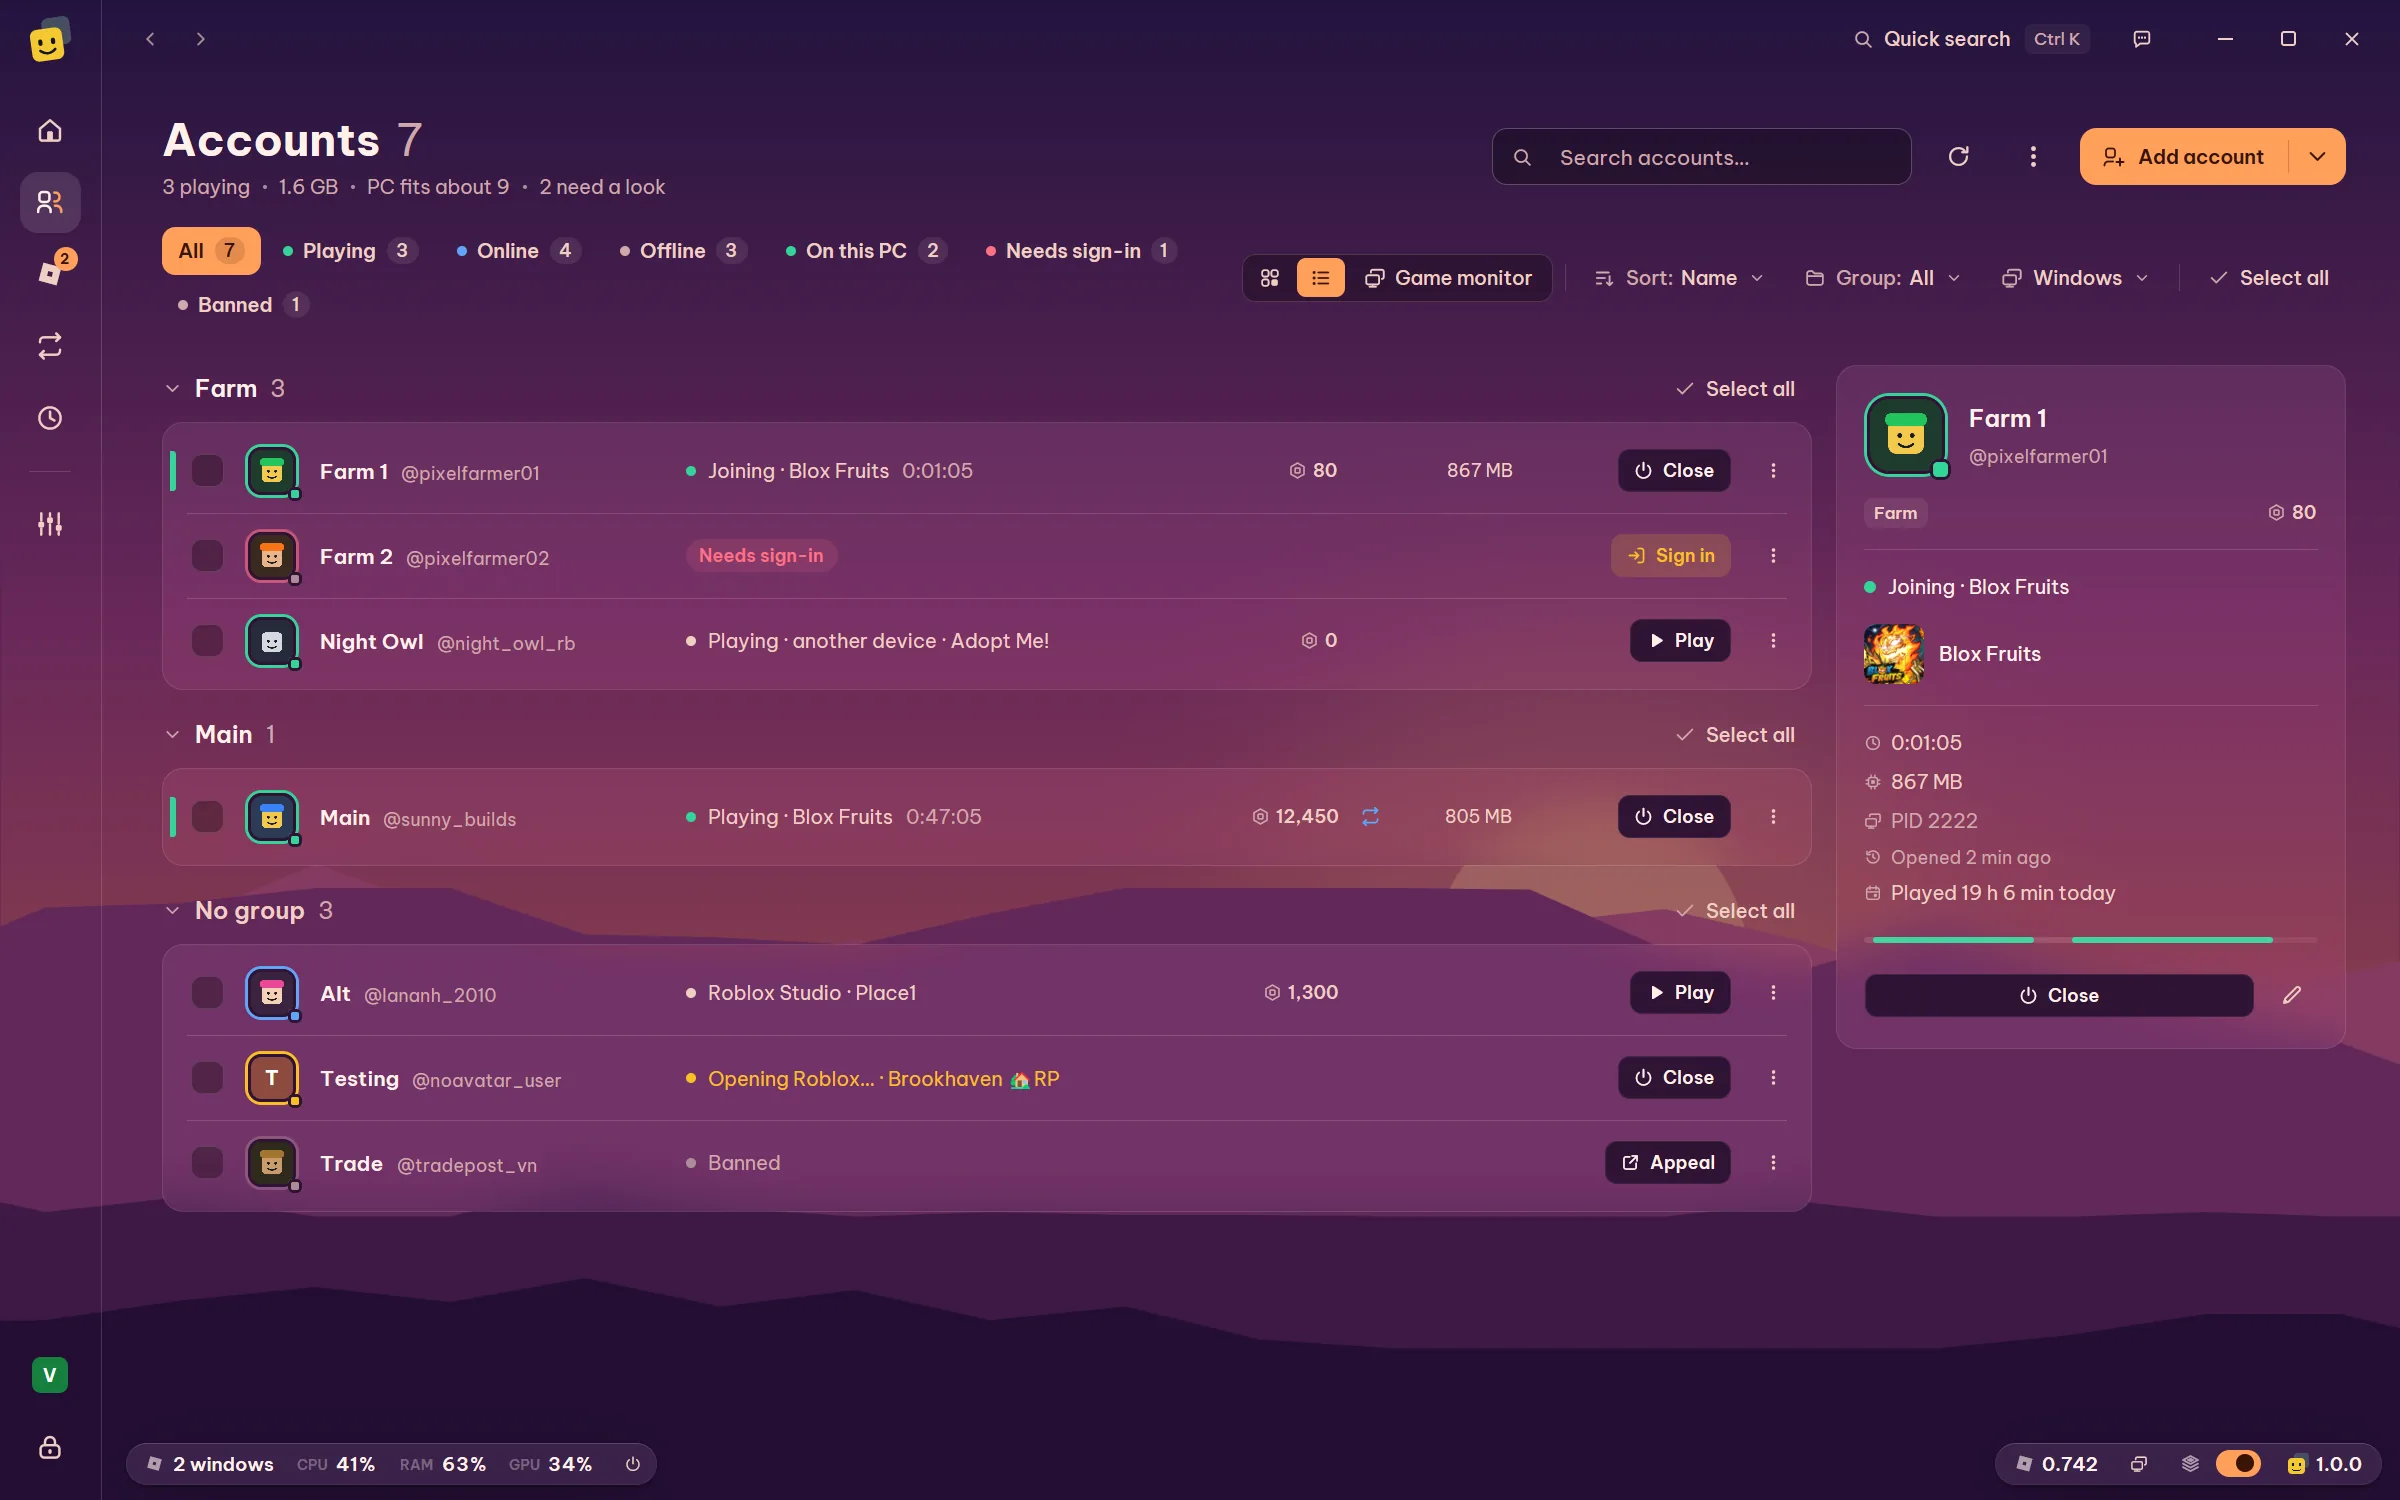 Quick search Ctrl K
Accounts 7
3 playing • 1.6 GB • PC fits about 9 • 2 need a look
Search accounts...
Add account
All 7
Playing 3
Online 4
Offline 3
On this PC 2
Needs sign-in 1
Banned 1
Game monitor
Sort: Name
Group: All
Windows
Select all
2
Farm 3
Select all
Farm 1 @pixelfarmer01 Joining · Blox Fruits 0:01:05 80 867 MB Close
Farm 2 @pixelfarmer02 Needs sign-in Sign in
Night Owl @night_owl_rb Playing · another device · Adopt Me! 0 Play
Main 1
Select all
Main @sunny_builds Playing · Blox Fruits 0:47:05 12,450 805 MB Close
No group 3
Select all
Alt @lananh_2010 Roblox Studio · Place1 1,300 Play
T Testing @noavatar_user Opening Roblox... · Brookhaven 🏡 RP Close
Trade @tradepost_vn Banned Appeal
Farm 1
@pixelfarmer01
Farm 80
Joining · Blox Fruits
BLOX FRUITS
Blox Fruits
0:01:05
867 MB
PID 2222
Opened 2 min ago
Played 19 h 6 min today
Close
V
2 windows CPU 41% RAM 63% GPU 34%
0.742
1.0.0